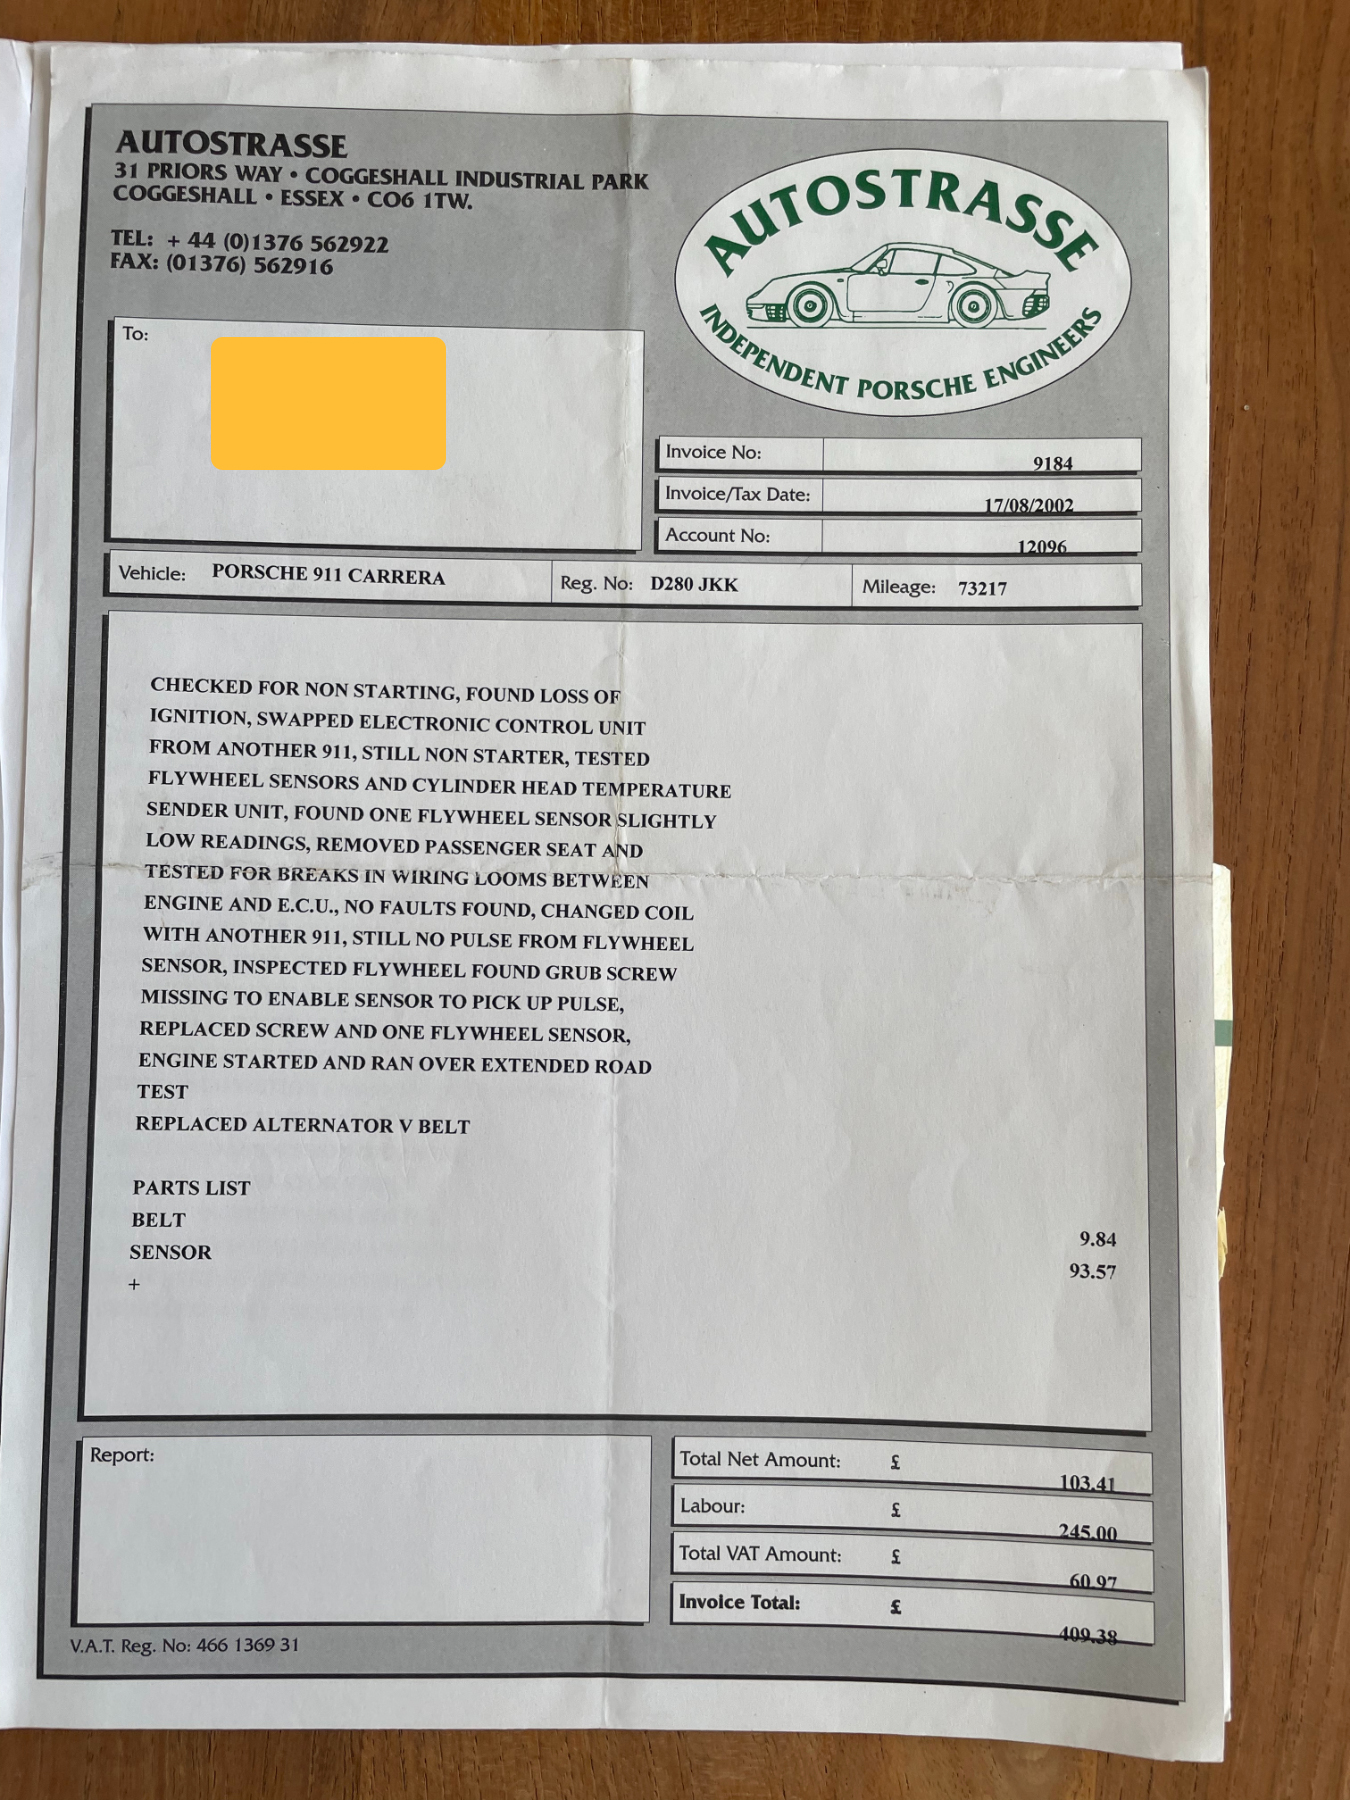 AUTOSTRASSE
31 PRIORS WAY • COGGESHALL INDUSTRIAL PARK
COGGESHALL • ESSEX • CO6 1TW.
TEL: + 44 (0)1376 562922
FAX: (01376) 562916
AUTOSTRASSE
INDEPENDENT PORSCHE ENGINEERS
To:
Invoice No: 9184
Invoice/Tax Date: 17/08/2002
Account No: 12096
Vehicle: PORSCHE 911 CARRERA Reg. No: D280 JKK Mileage: 73217
CHECKED FOR NON STARTING, FOUND LOSS OF
IGNITION, SWAPPED ELECTRONIC CONTROL UNIT
FROM ANOTHER 911, STILL NON STARTER, TESTED
FLYWHEEL SENSORS AND CYLINDER HEAD TEMPERATURE
SENDER UNIT, FOUND ONE FLYWHEEL SENSOR SLIGHTLY
LOW READINGS, REMOVED PASSENGER SEAT AND
TESTED FOR BREAKS IN WIRING LOOMS BETWEEN
ENGINE AND E.C.U., NO FAULTS FOUND, CHANGED COIL
WITH ANOTHER 911, STILL NO PULSE FROM FLYWHEEL
SENSOR, INSPECTED FLYWHEEL FOUND GRUB SCREW
MISSING TO ENABLE SENSOR TO PICK UP PULSE,
REPLACED SCREW AND ONE FLYWHEEL SENSOR,
ENGINE STARTED AND RAN OVER EXTENDED ROAD
TEST
REPLACED ALTERNATOR V BELT
PARTS LIST
BELT 9.84
SENSOR 93.57
+
Report:
Total Net Amount: £ 103.41
Labour: £ 245.00
Total VAT Amount: £ 60.97
Invoice Total: £ 409.38
V.A.T. Reg. No: 466 1369 31